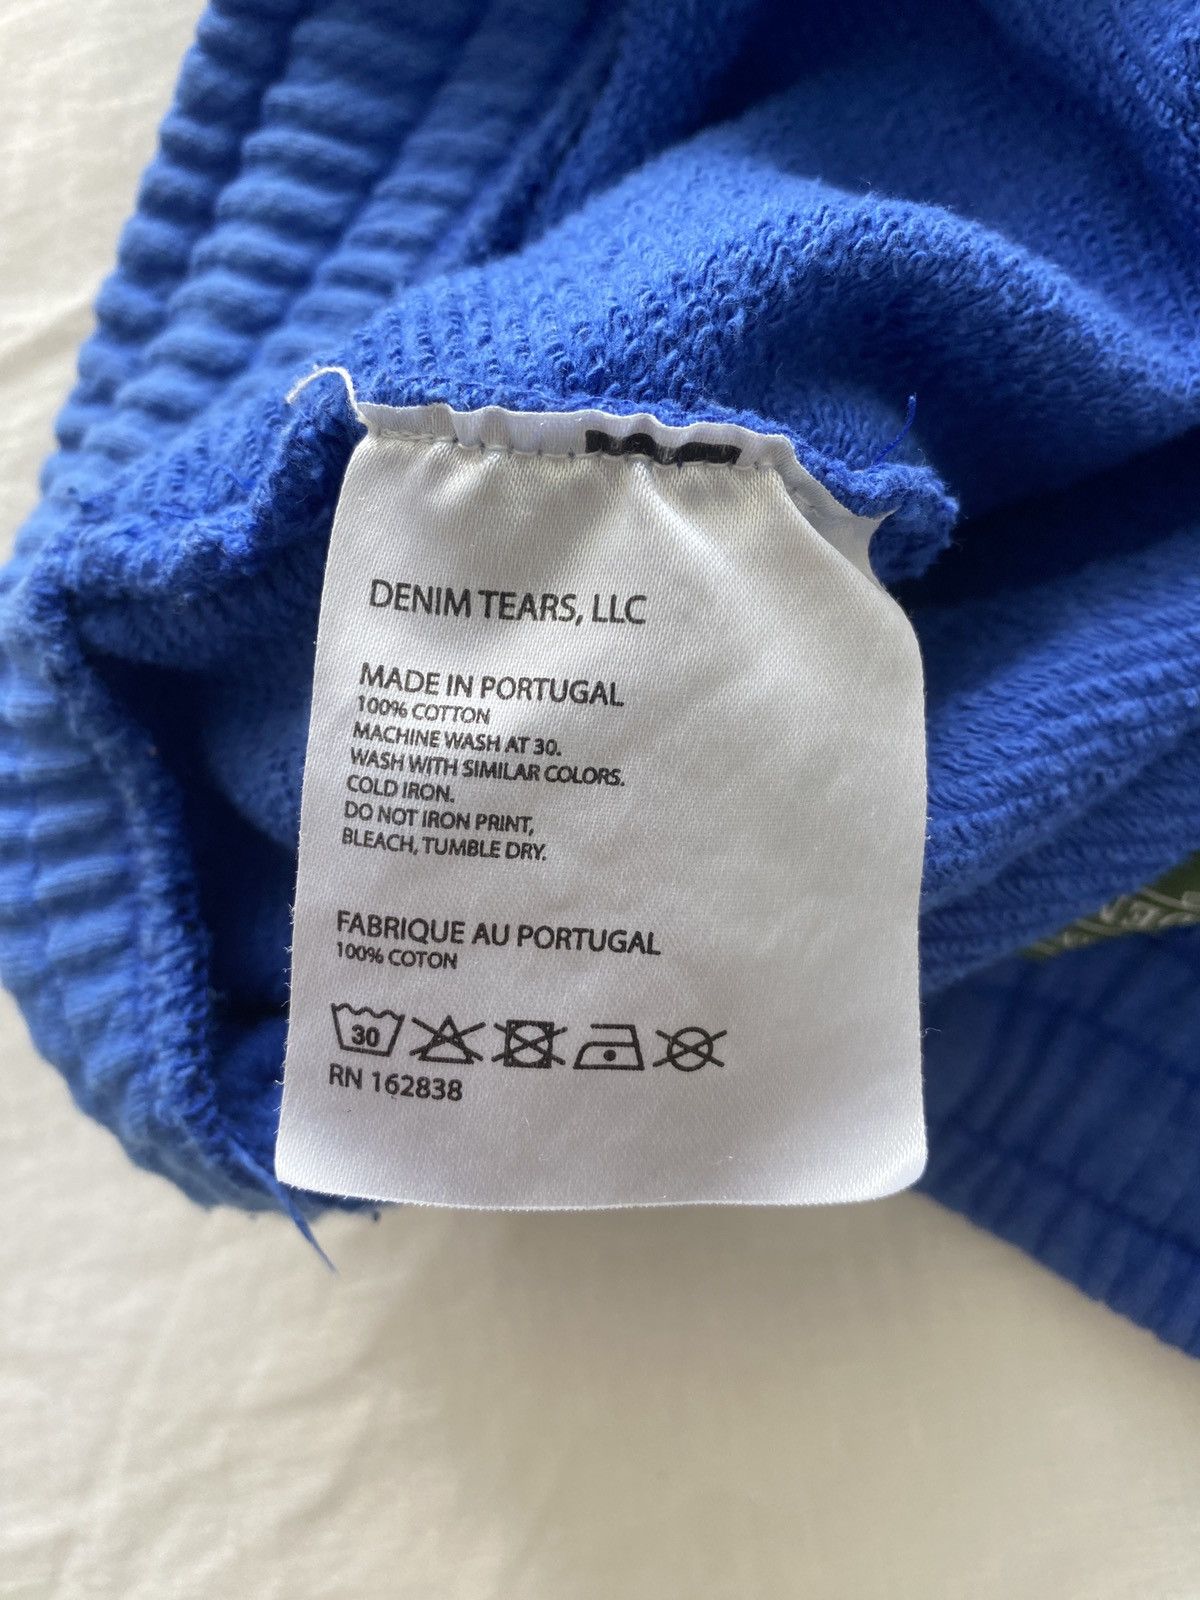 DENIM TEARS, LLC
MADE IN PORTUGAL
100% COTTON
MACHINE WASH AT 30.
WASH WITH SIMILAR COLORS.
COLD IRON.
DO NOT IRON PRINT,
BLEACH, TUMBLE DRY.
FABRIQUE AU PORTUGAL
100% COTON
30
RN 162838